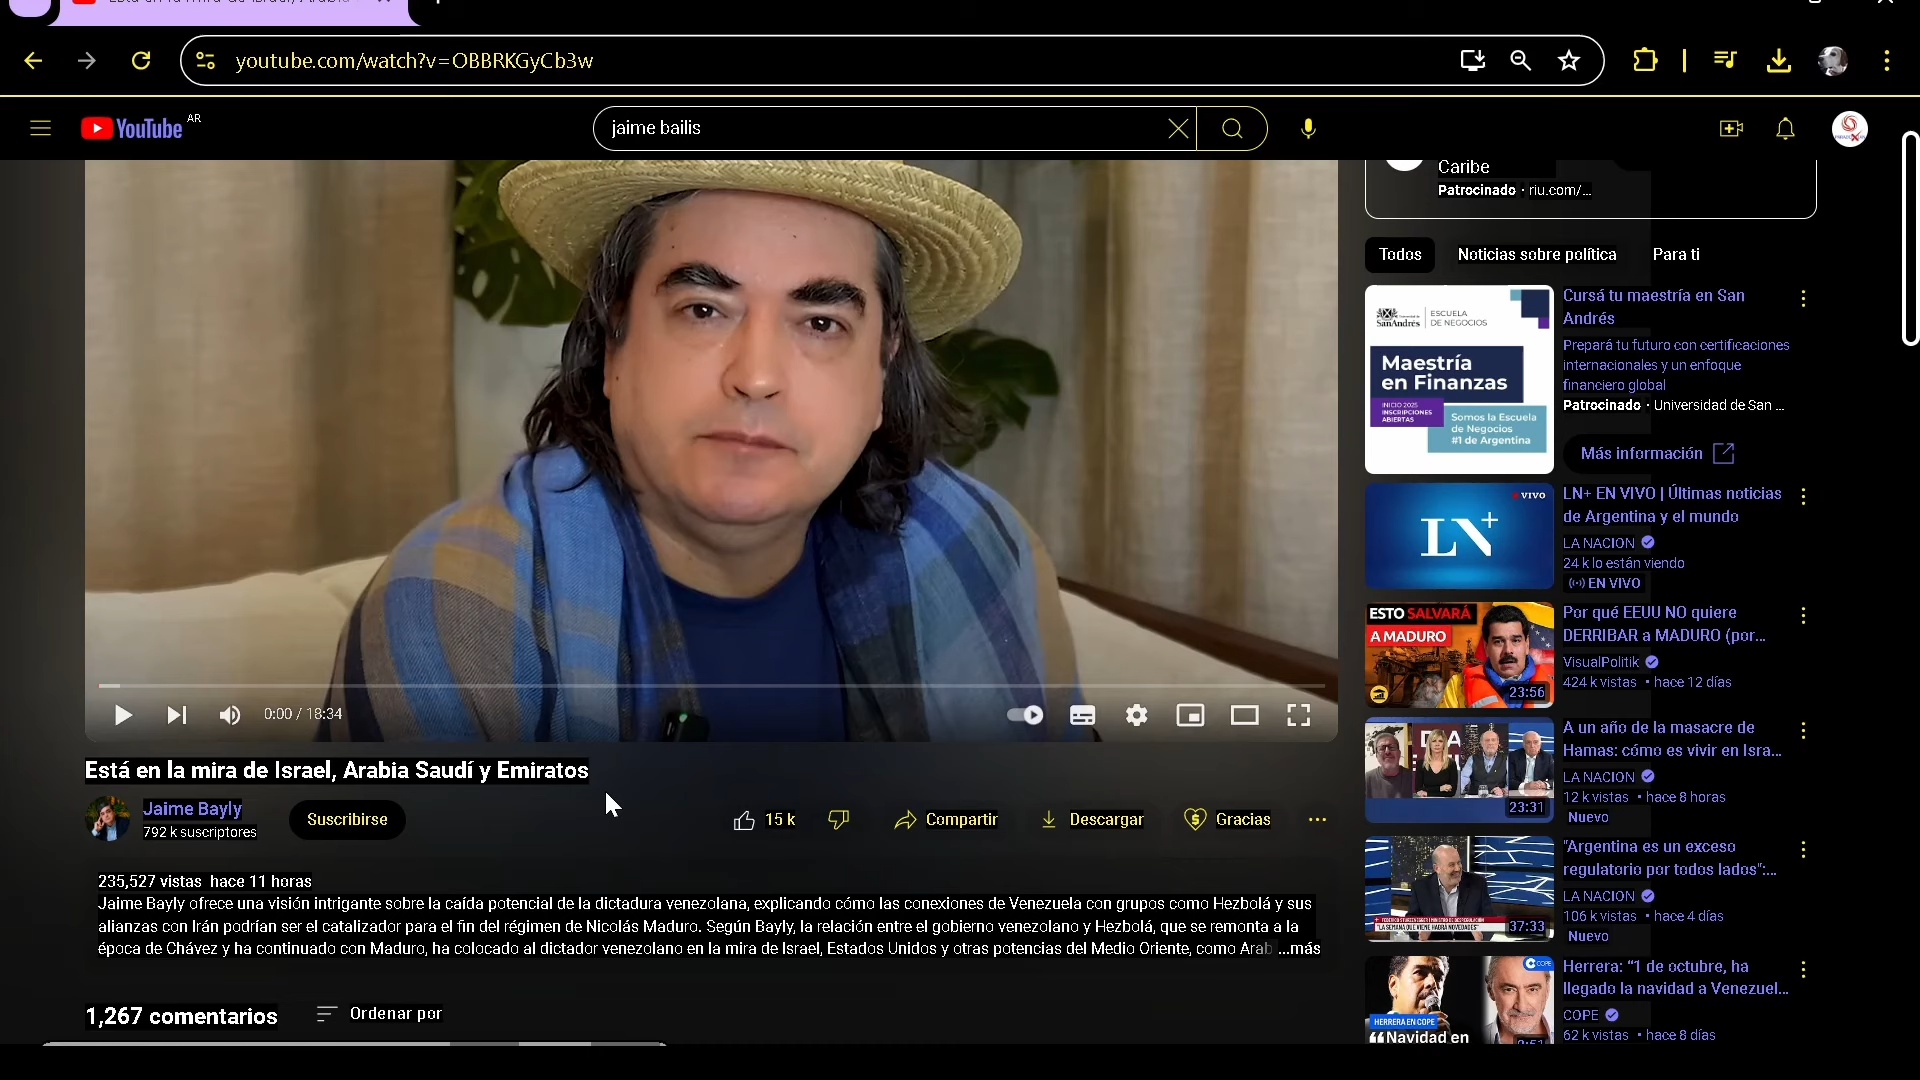 youtube.com/watch?v=OBBRKGyCb3w
YouTube AR
jaime bailis
Caribe
Patrocinado · riu.com/...
Todos
Noticias sobre política
Para ti
Universidad de
SanAndrés
ESCUELA
DE NEGOCIOS
Maestría
en Finanzas
INICIO 2025
INSCRIPCIONES
ABIERTAS
Somos la Escuela
de Negocios
#1 de Argentina
Cursá tu maestría en San
Andrés
Prepará tu futuro con certificaciones
internacionales y un enfoque
financiero global
Patrocinado · Universidad de San ...
Más información
VIVO
LN+
LN+ EN VIVO | Últimas noticias
de Argentina y el mundo
LA NACION
24 k lo están viendo
EN VIVO
ESTO SALVARÁ
A MADURO
23:56
Por qué EEUU NO quiere
DERRIBAR a MADURO (por...
VisualPolitik
424 k vistas • hace 12 días
23:31
A un año de la masacre de
Hamas: cómo es vivir en Isra...
LA NACION
12 k vistas • hace 8 horas
Nuevo
37:33
"Argentina es un exceso
regulatorio por todos lados":...
LA NACION
106 k vistas • hace 4 días
Nuevo
COPE
HERRERA EN COPE
“Navidad en
Herrera: “1 de octubre, ha
llegado la navidad a Venezuel...
COPE
62 k vistas • hace 8 días
0:00 / 18:34
Está en la mira de Israel, Arabia Saudí y Emiratos
Jaime Bayly
792 k suscriptores
Suscribirse
15 k
Compartir
Descargar
Gracias
235,527 vistas hace 11 horas
Jaime Bayly ofrece una visión intrigante sobre la caída potencial de la dictadura venezolana, explicando cómo las conexiones de Venezuela con grupos como Hezbolá y sus
alianzas con Irán podrían ser el catalizador para el fin del régimen de Nicolás Maduro. Según Bayly, la relación entre el gobierno venezolano y Hezbolá, que se remonta a la
época de Chávez y ha continuado con Maduro, ha colocado al dictador venezolano en la mira de Israel, Estados Unidos y otras potencias del Medio Oriente, como Arab ...más
1,267 comentarios
Ordenar por